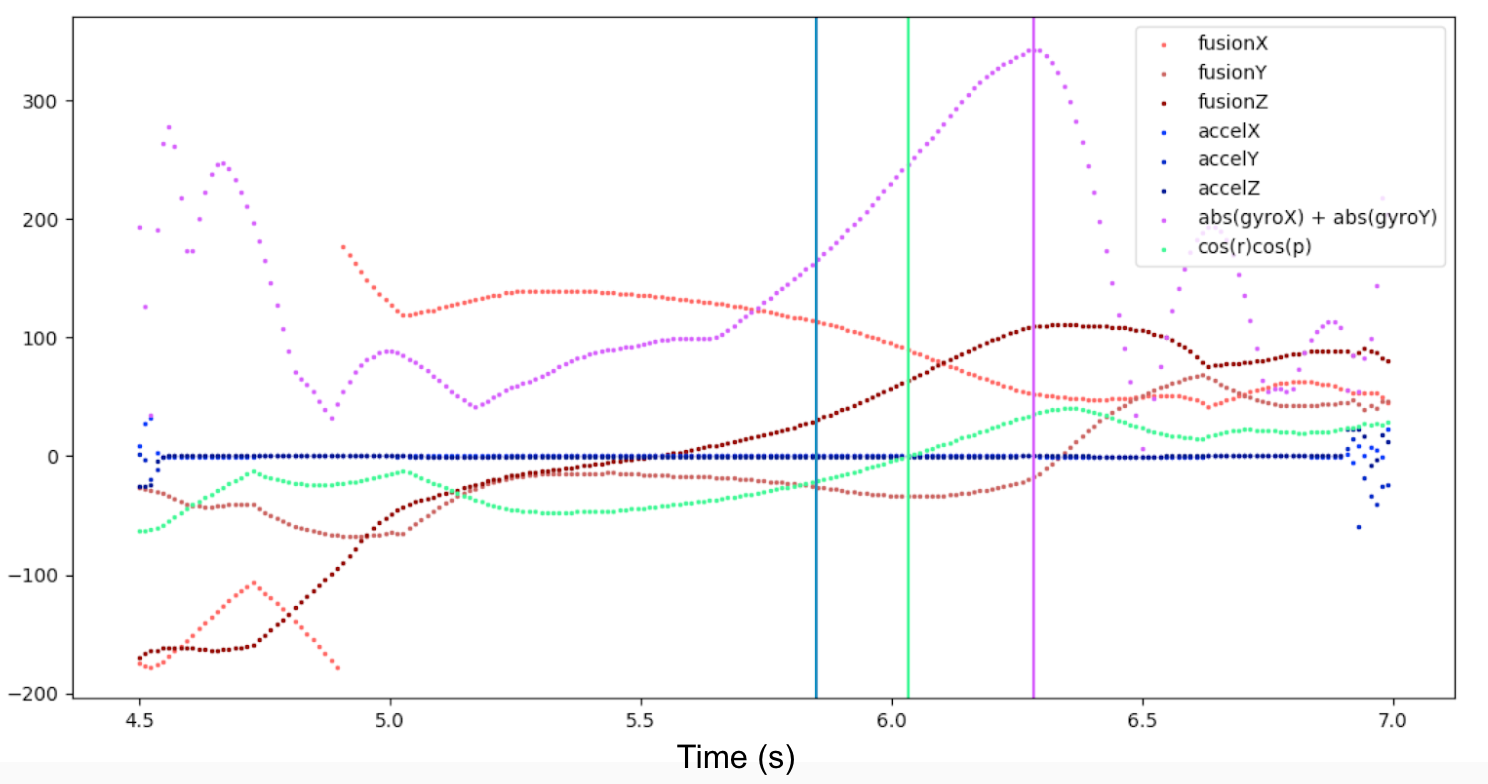 300
200
100
0
−100
−200
fusionX
fusionY
fusionZ
accelX
accelY
accelZ
abs(gyroX) + abs(gyroY)
cos(r)cos(p)
4.5 5.0 5.5 6.0 6.5 7.0
Time (s)